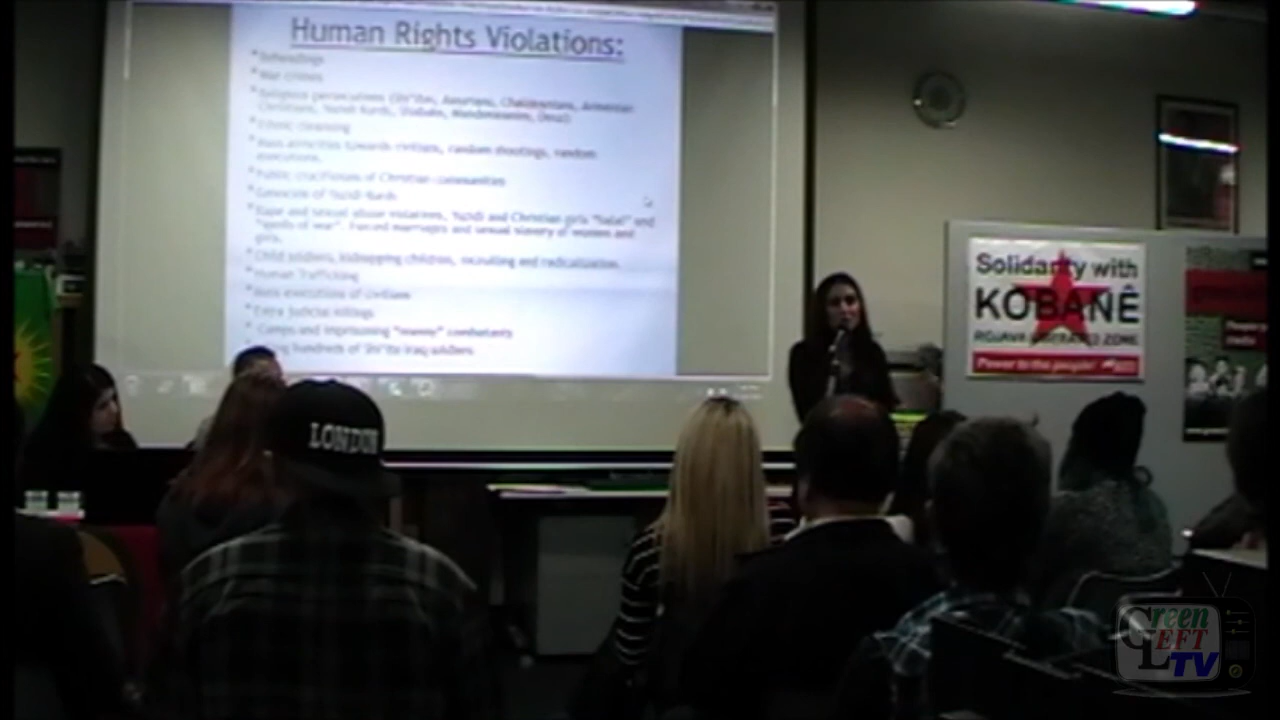 Human Rights Violations:
* Beheadings
* War crimes
* Religious persecutions (Shi'ites, Assyrians, Chaldeanians, Armenian
Christians, Yazidi Kurds, Shabaks,
* Ethnic cleansing
* Mass atrocities towards civilians, random shootings, random
executions.
* Public crucifixions of Christian communities
* Genocide of Yazidi Kurds
* Rape and sexual abuse violations, Yazidi and Christian girls "halal" and
"spoils of war". Forced marriages and sexual slavery of women and
girls.
* Child soldiers, kidnapping children, recruiting and radicalization.
* Human Trafficking
* Mass executions of civilians
* Extra Judicial killings
* Camps and imprisoning "enemy" combatants
hundreds of Shi'ite Iraq soldiers
Solidarity with
KOBANÊ
ROJAVA LIBERATED ZONE
Power to the people!
LONDON
Green
LEFT
TV